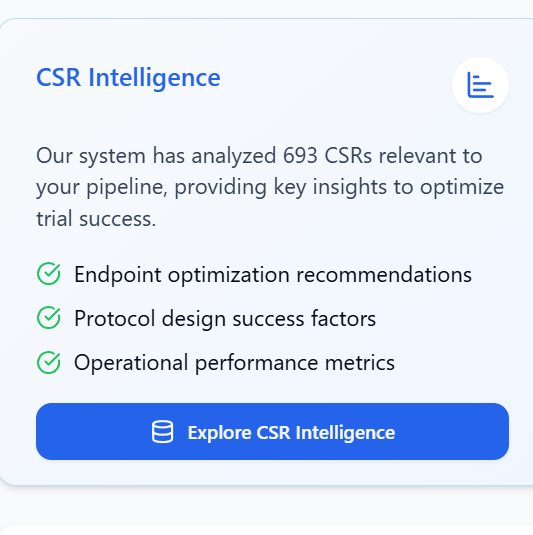 CSR Intelligence
Our system has analyzed 693 CSRs relevant to
your pipeline, providing key insights to optimize
trial success.
Endpoint optimization recommendations
Protocol design success factors
Operational performance metrics
Explore CSR Intelligence